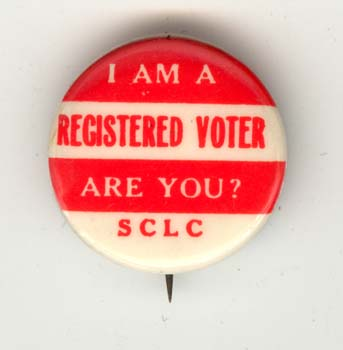 I AM A
REGISTERED VOTER
ARE YOU?
SCLC